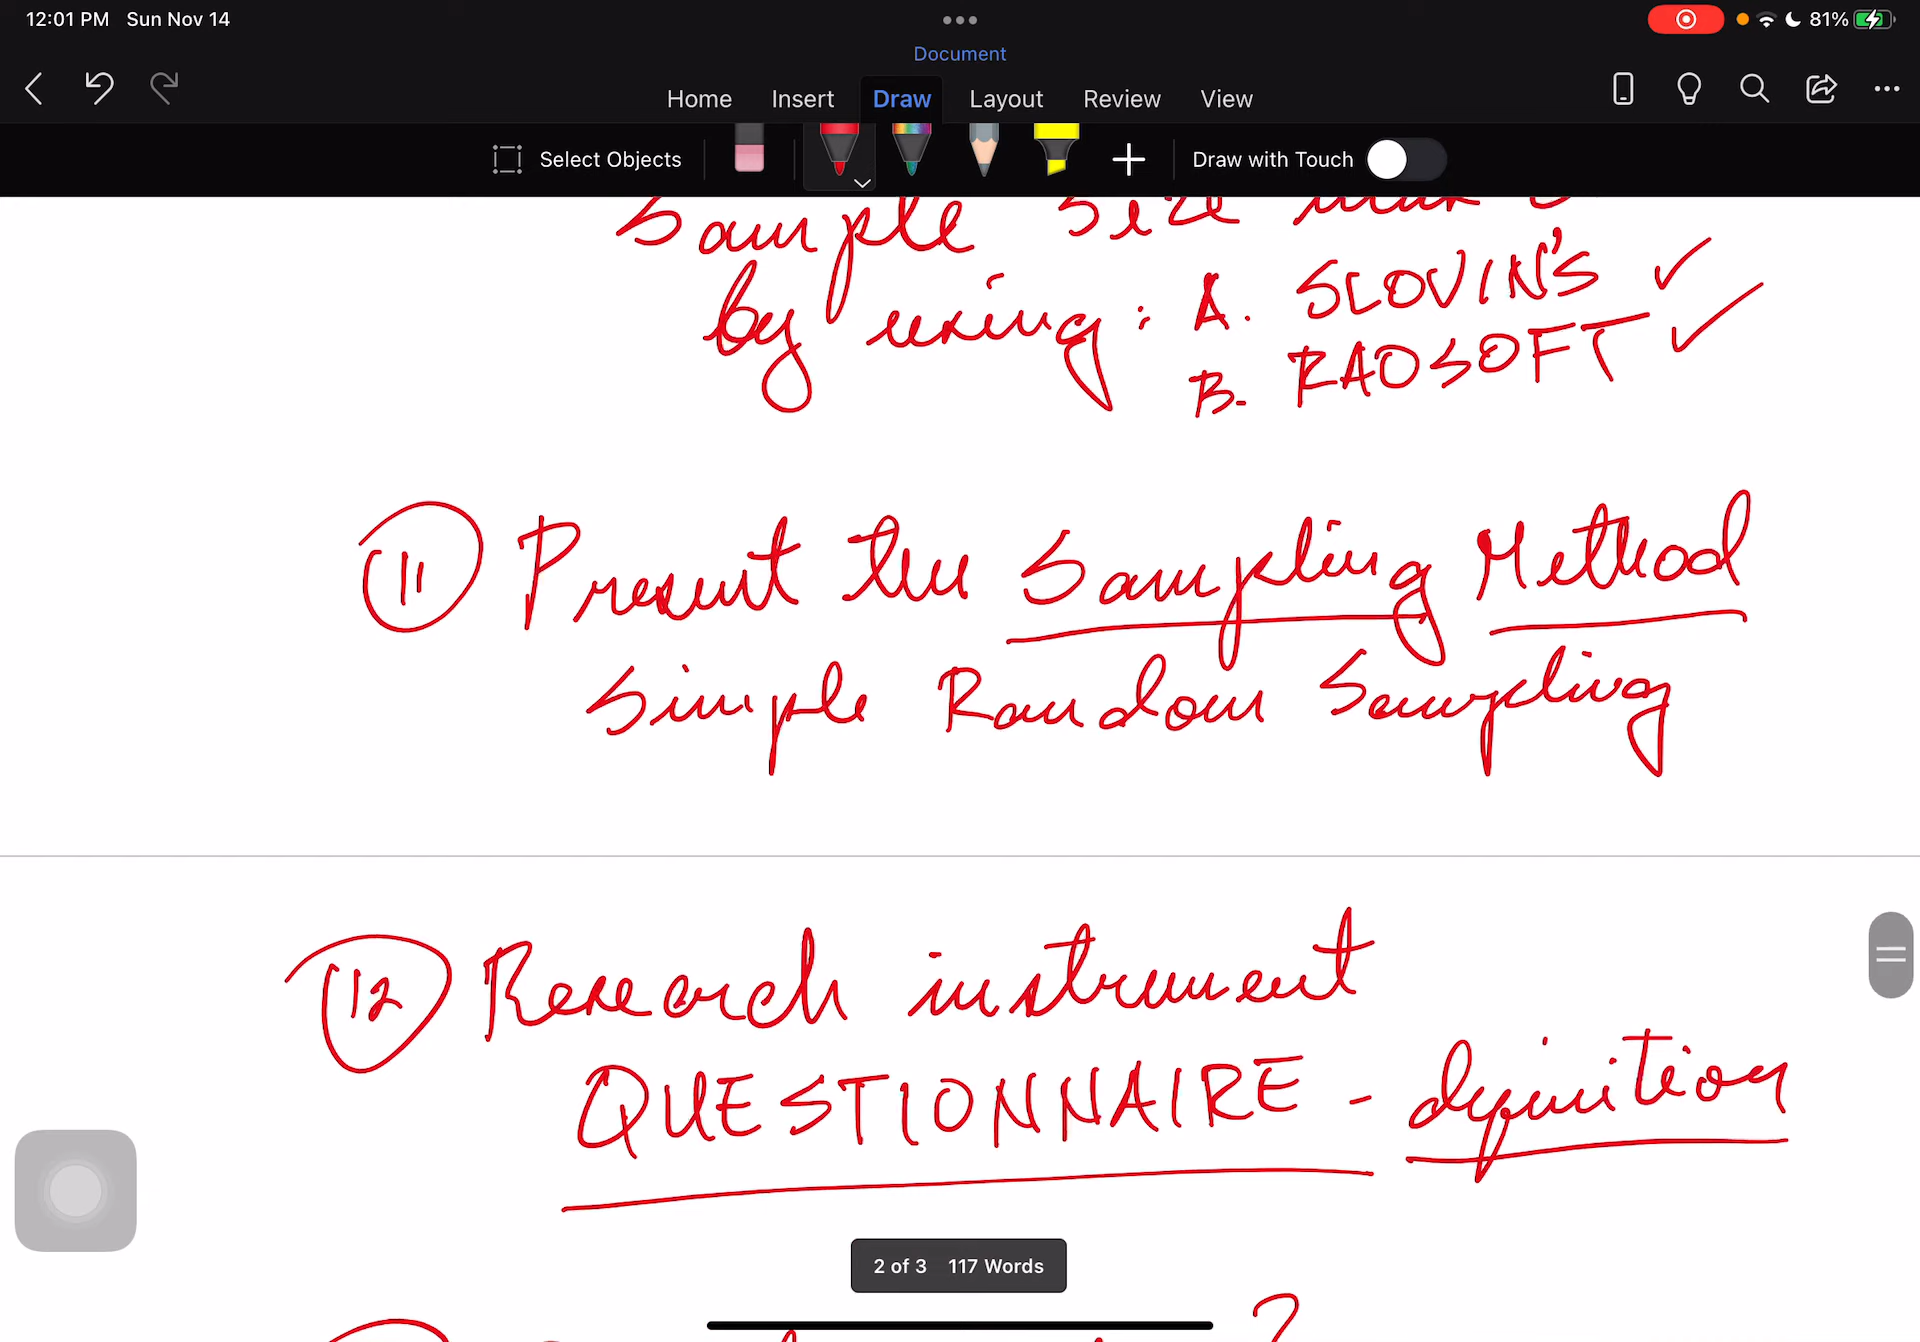 12:01 PM Sun Nov 14
81%
Document
Home Insert Draw Layout Review View
Select Objects
Draw with Touch
Sample Size
by using: A. SLOVIN'S
B. RAOSOFT
11 Present the Sampling Method
Simple Random Sampling
12 Research instrument
QUESTIONNAIRE - definition
2 of 3 117 Words
?